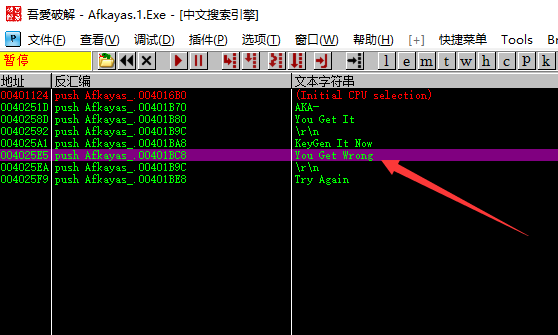 吾愛破解 - Afkayas.1.Exe - [中文搜索引擎]
文件(F) 查看(V) 调试(D) 插件(P) 选项(T) 窗口(W) 帮助(H) [+] 快捷菜单 Tools Br
暂停 l e m t w h c p k
地址 反汇编 文本字符串
00401124 push Afkayas_.004016B0 (Initial CPU selection)
0040251D push Afkayas_.00401B70 AKA-
0040258D push Afkayas_.00401B80 You Get It
00402592 push Afkayas_.00401B9C \r\n
004025A1 push Afkayas_.00401BA8 KeyGen It Now
004025E5 push Afkayas_.00401BC8 You Get Wrong
004025EA push Afkayas_.00401B9C \r\n
004025F9 push Afkayas_.00401BE8 Try Again